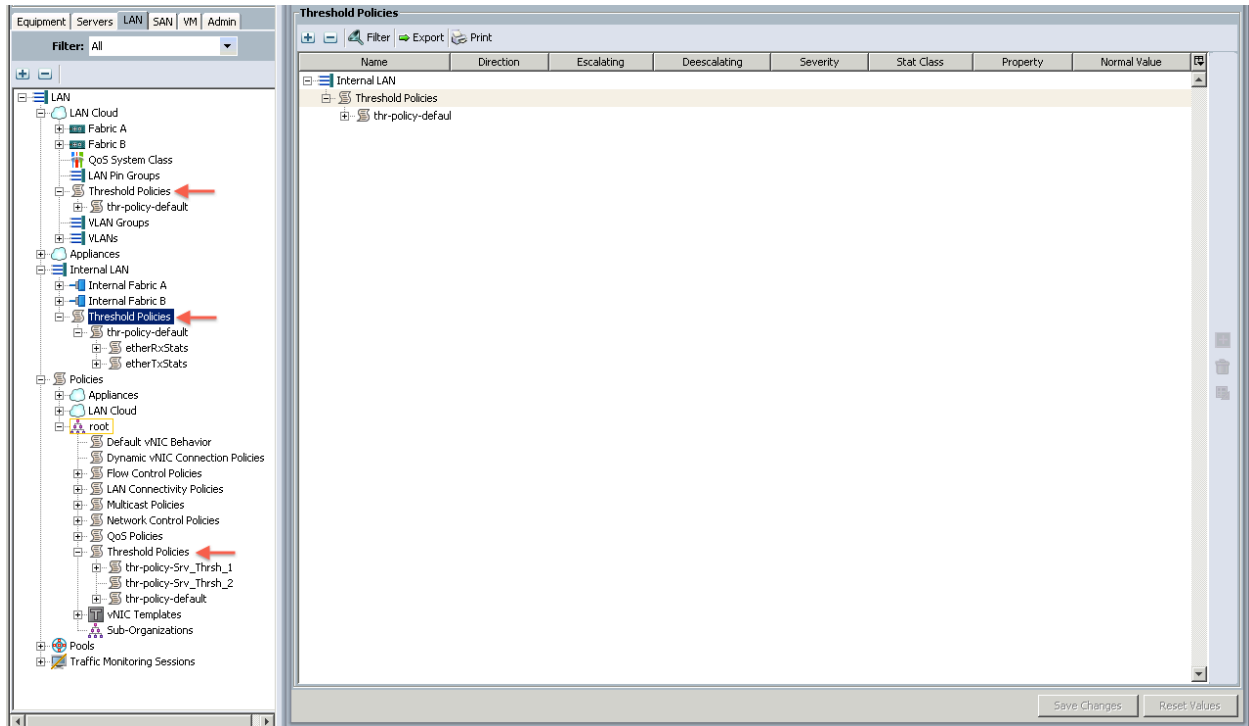 Equipment Servers LAN SAN VM Admin
Filter: All
LAN
LAN Cloud
Fabric A
Fabric B
QoS System Class
LAN Pin Groups
Threshold Policies
thr-policy-default
VLAN Groups
VLANs
Appliances
Internal LAN
Internal Fabric A
Internal Fabric B
Threshold Policies
thr-policy-default
etherRxStats
etherTxStats
Policies
Appliances
LAN Cloud
root
Default vNIC Behavior
Dynamic vNIC Connection Policies
Flow Control Policies
LAN Connectivity Policies
Multicast Policies
Network Control Policies
QoS Policies
Threshold Policies
thr-policy-Srv_Thrsh_1
thr-policy-Srv_Thrsh_2
thr-policy-default
vNIC Templates
Sub-Organizations
Pools
Traffic Monitoring Sessions
Threshold Policies
Filter Export Print
Name Direction Escalating Deescalating Severity Stat Class Property Normal Value
Internal LAN
Threshold Policies
thr-policy-defaul
Save Changes Reset Values